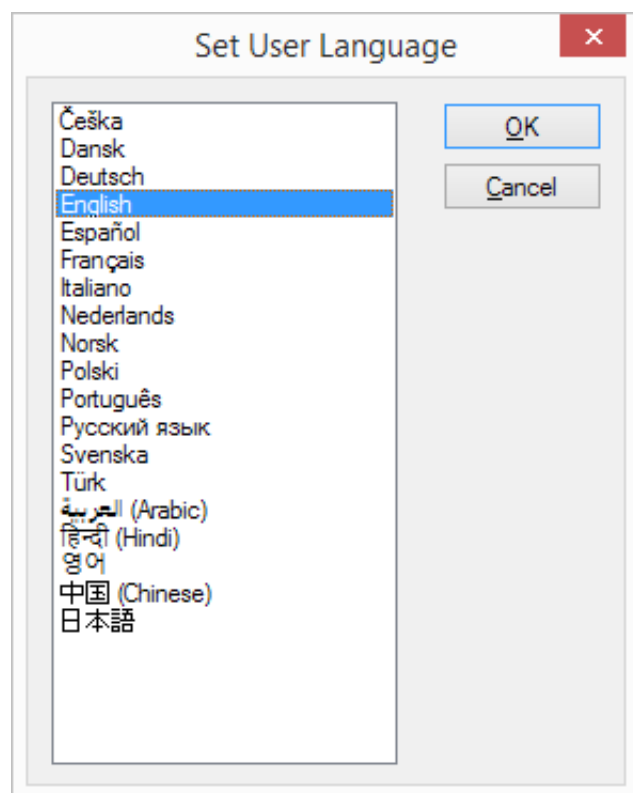 Set User Language
Češka
Dansk
Deutsch
English
Español
Français
Italiano
Nederlands
Norsk
Polski
Português
Русский язык
Svenska
Türk
العربية (Arabic)
हिन्दी (Hindi)
영어
中国 (Chinese)
日本語
OK
Cancel